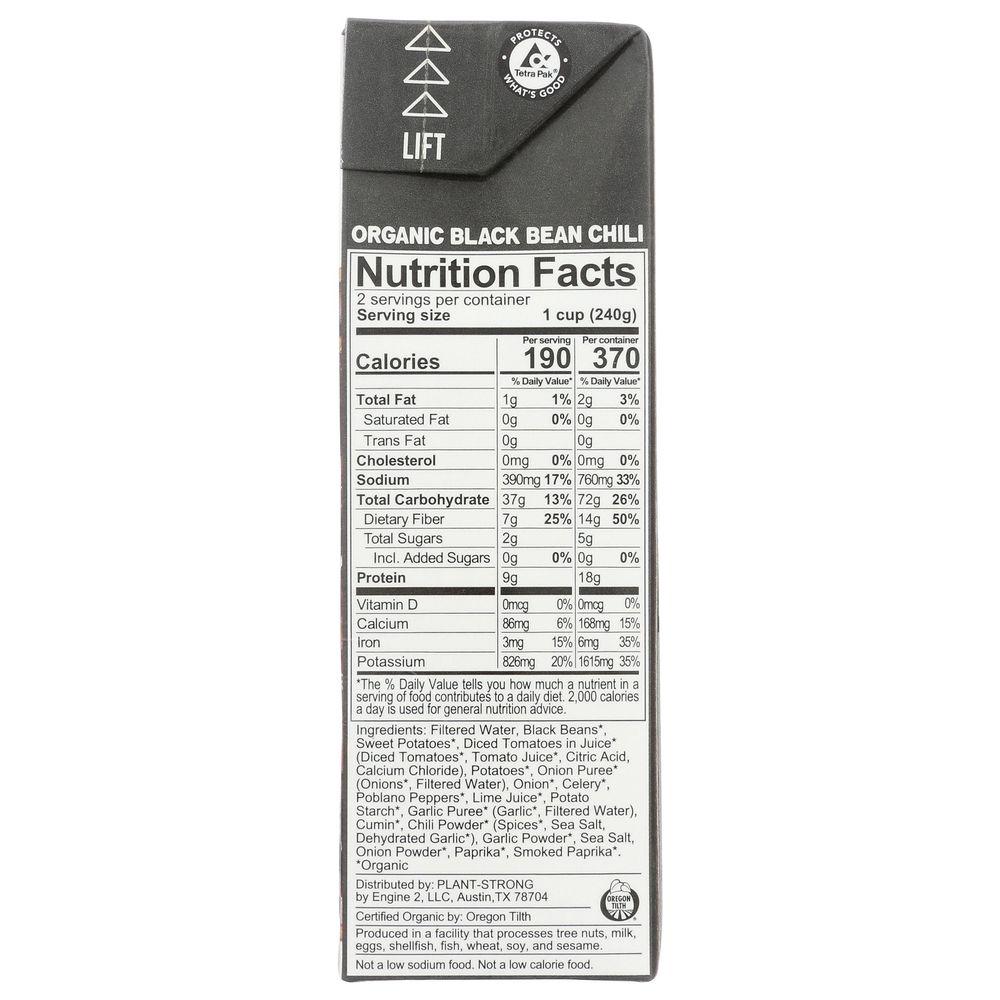 PROTECTS
Tetra Pak®
WHAT'S GOOD
LIFT
ORGANIC BLACK BEAN CHILI
Nutrition Facts
2 servings per container
Serving size 1 cup (240g)
Per serving Per container
Calories 190 370
% Daily Value* % Daily Value*
Total Fat 1g 1% 2g 3%
Saturated Fat 0g 0% 0g 0%
Trans Fat 0g 0g
Cholesterol 0mg 0% 0mg 0%
Sodium 390mg 17% 760mg 33%
Total Carbohydrate 37g 13% 72g 26%
Dietary Fiber 7g 25% 14g 50%
Total Sugars 2g 5g
Incl. Added Sugars 0g 0% 0g 0%
Protein 9g 18g
Vitamin D 0mcg 0% 0mcg 0%
Calcium 86mg 6% 168mg 15%
Iron 3mg 15% 6mg 35%
Potassium 826mg 20% 1615mg 35%
*The % Daily Value tells you how much a nutrient in a
serving of food contributes to a daily diet. 2,000 calories
a day is used for general nutrition advice.
Ingredients: Filtered Water, Black Beans*,
Sweet Potatoes*, Diced Tomatoes in Juice*
(Diced Tomatoes*, Tomato Juice*, Citric Acid,
Calcium Chloride), Potatoes*, Onion Puree*
(Onions*, Filtered Water), Onion*, Celery*,
Poblano Peppers*, Lime Juice*, Potato
Starch*, Garlic Puree* (Garlic*, Filtered Water),
Cumin*, Chili Powder* (Spices*, Sea Salt,
Dehydrated Garlic*), Garlic Powder*, Sea Salt,
Onion Powder*, Paprika*, Smoked Paprika*.
*Organic
Distributed by: PLANT-STRONG
by Engine 2, LLC, Austin,TX 78704
OREGON
TILTH
Certified Organic by: Oregon Tilth
Produced in a facility that processes tree nuts, milk,
eggs, shellfish, fish, wheat, soy, and sesame.
Not a low sodium food. Not a low calorie food.